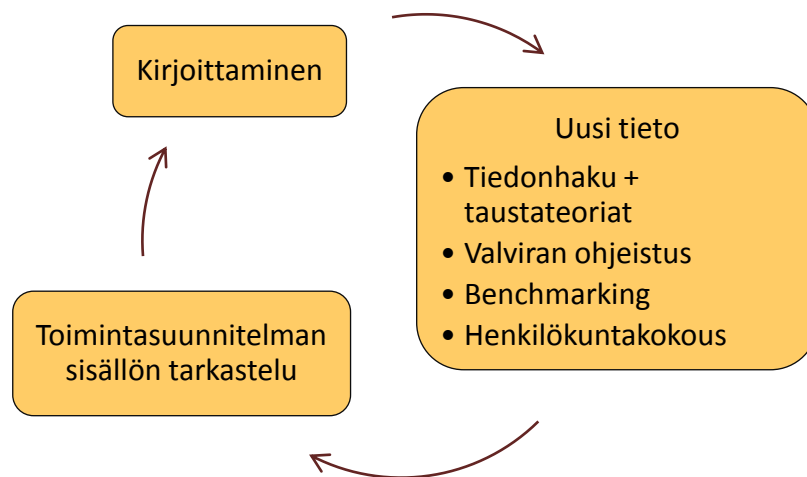 Kirjoittaminen
Uusi tieto
• Tiedonhaku +
taustateoriat
• Valviran ohjeistus
• Benchmarking
• Henkilökuntakokous
Toimintasuunnitelman
sisällön tarkastelu